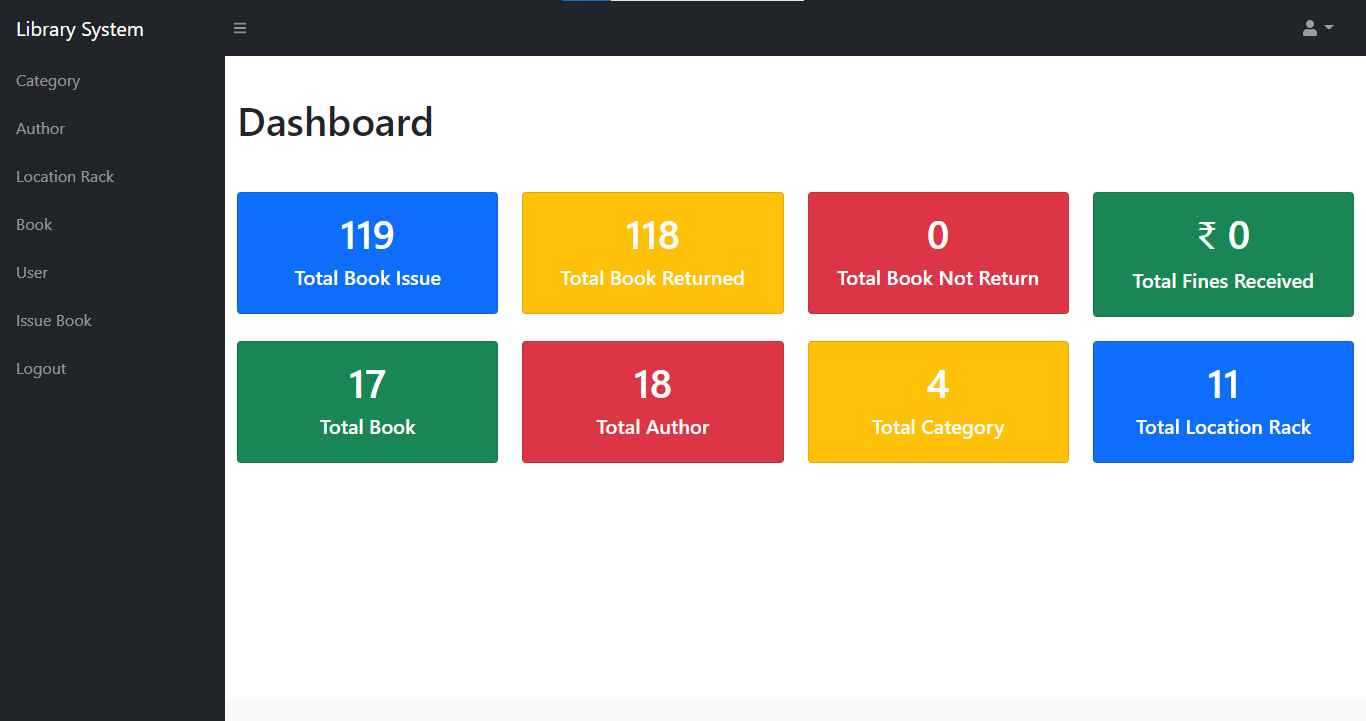 Library System
Category
Author
Location Rack
Book
User
Issue Book
Logout
Dashboard
119
Total Book Issue
118
Total Book Returned
0
Total Book Not Return
₹ 0
Total Fines Received
17
Total Book
18
Total Author
4
Total Category
11
Total Location Rack